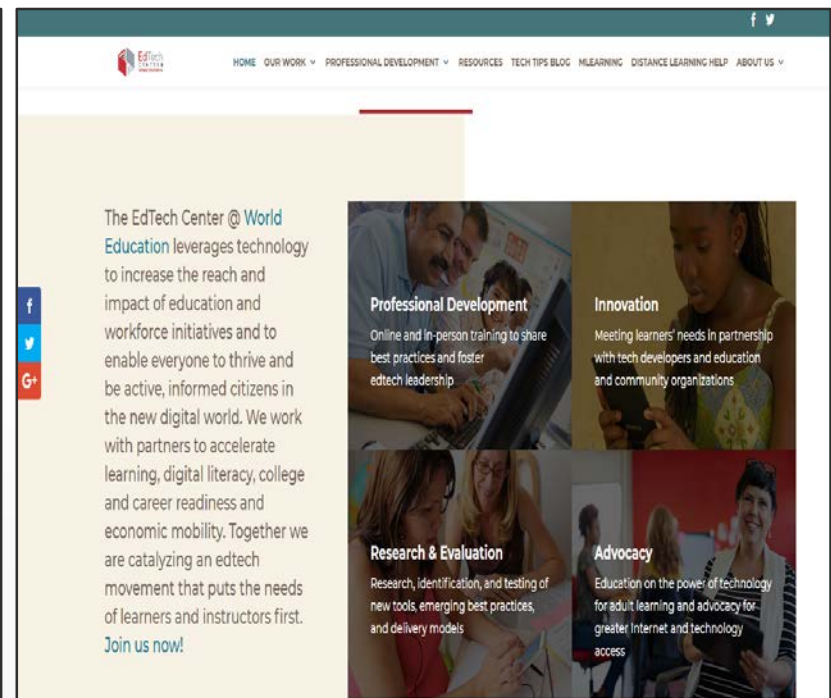 f
EdTech
CENTER
HOME OUR WORK PROFESSIONAL DEVELOPMENT RESOURCES TECH TIPS BLOG MLEARNING DISTANCE LEARNING HELP ABOUT US
The EdTech Center @ World
Education leverages technology
to increase the reach and
impact of education and
workforce initiatives and to
enable everyone to thrive and
be active, informed citizens in
the new digital world. We work
with partners to accelerate
learning, digital literacy, college
and career readiness and
economic mobility. Together we
are catalyzing an edtech
movement that puts the needs
of learners and instructors first.
Join us now!
f
G+
Professional Development
Online and in-person training to share
best practices and foster
edtech leadership
Innovation
Meeting learners' needs in partnership
with tech developers and education
and community organizations
Research & Evaluation
Research, identification, and testing of
new tools, emerging best practices,
and delivery models
Advocacy
Education on the power of technology
for adult learning and advocacy for
greater Internet and technology
access